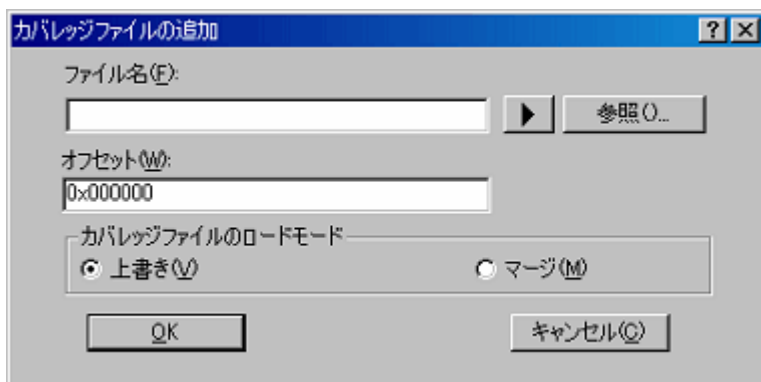 カバレッジファイルの追加
ファイル名(F):
参照()...
オフセット(W):
0x000000
カバレッジファイルのロードモード
上書き(V)
マージ(M)
OK
キャンセル(C)